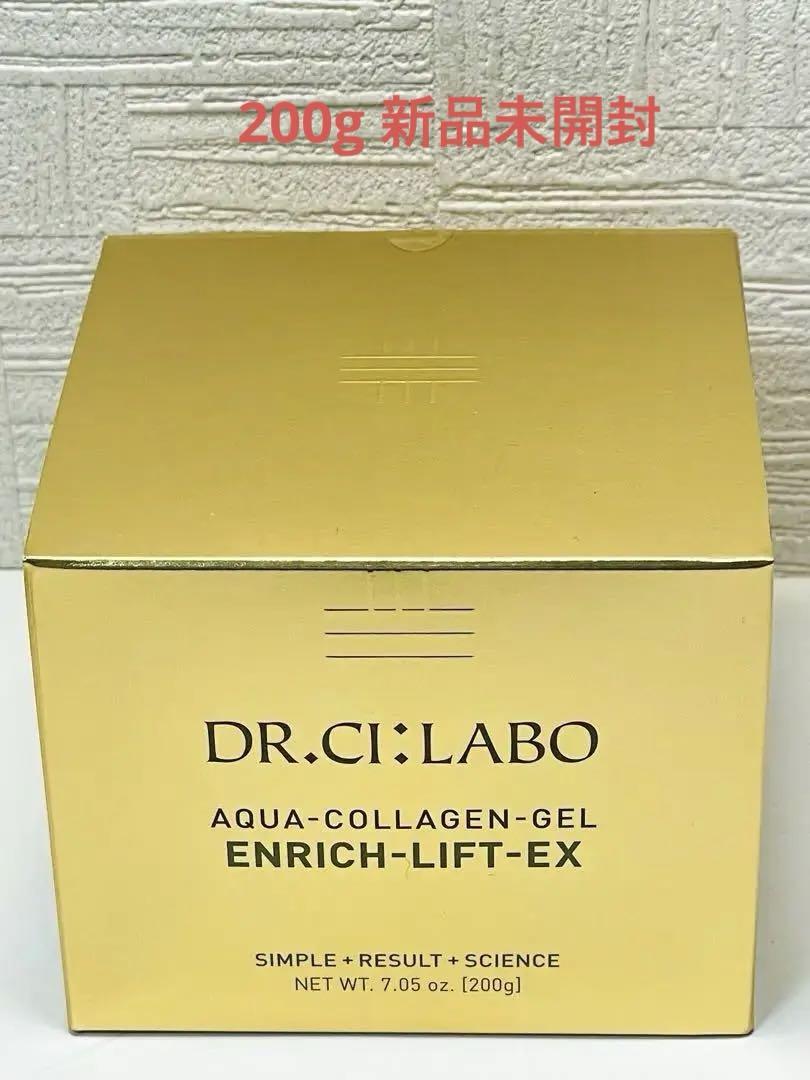 200g 新品未開封
DR.CI:LABO
AQUA-COLLAGEN-GEL
ENRICH-LIFT-EX
SIMPLE + RESULT + SCIENCE
NET WT. 7.05 oz. [200g]